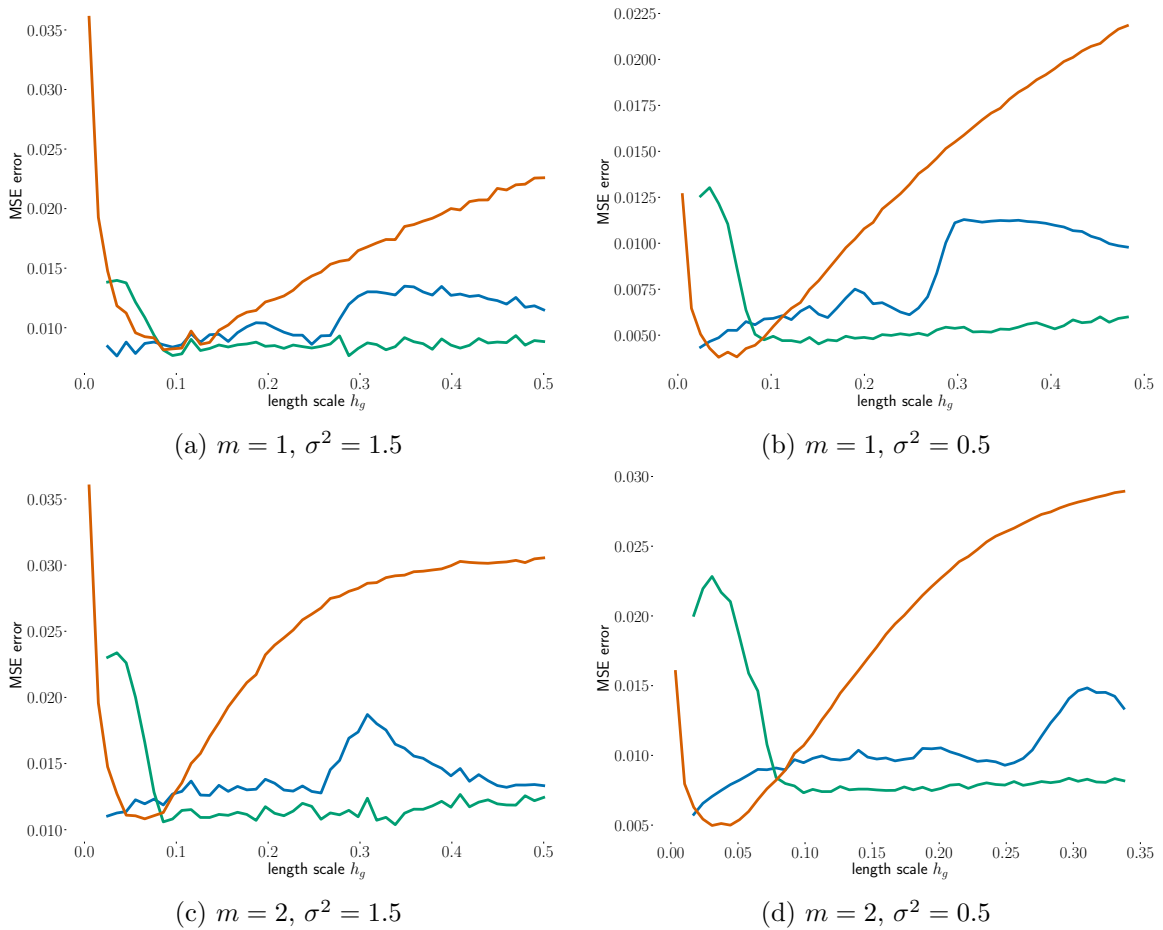 0.035
0.030
0.025
0.020
0.015
0.010
MSE error
0.0 0.1 0.2 0.3 0.4 0.5
length scale h_g
(a) m = 1, σ² = 1.5
0.0225
0.0200
0.0175
0.0150
0.0125
0.0100
0.0075
0.0050
MSE error
0.0 0.1 0.2 0.3 0.4 0.5
length scale h_g
(b) m = 1, σ² = 0.5
0.035
0.030
0.025
0.020
0.015
0.010
MSE error
0.0 0.1 0.2 0.3 0.4 0.5
length scale h_g
(c) m = 2, σ² = 1.5
0.030
0.025
0.020
0.015
0.010
0.005
MSE error
0.00 0.05 0.10 0.15 0.20 0.25 0.30 0.35
length scale h_g
(d) m = 2, σ² = 0.5